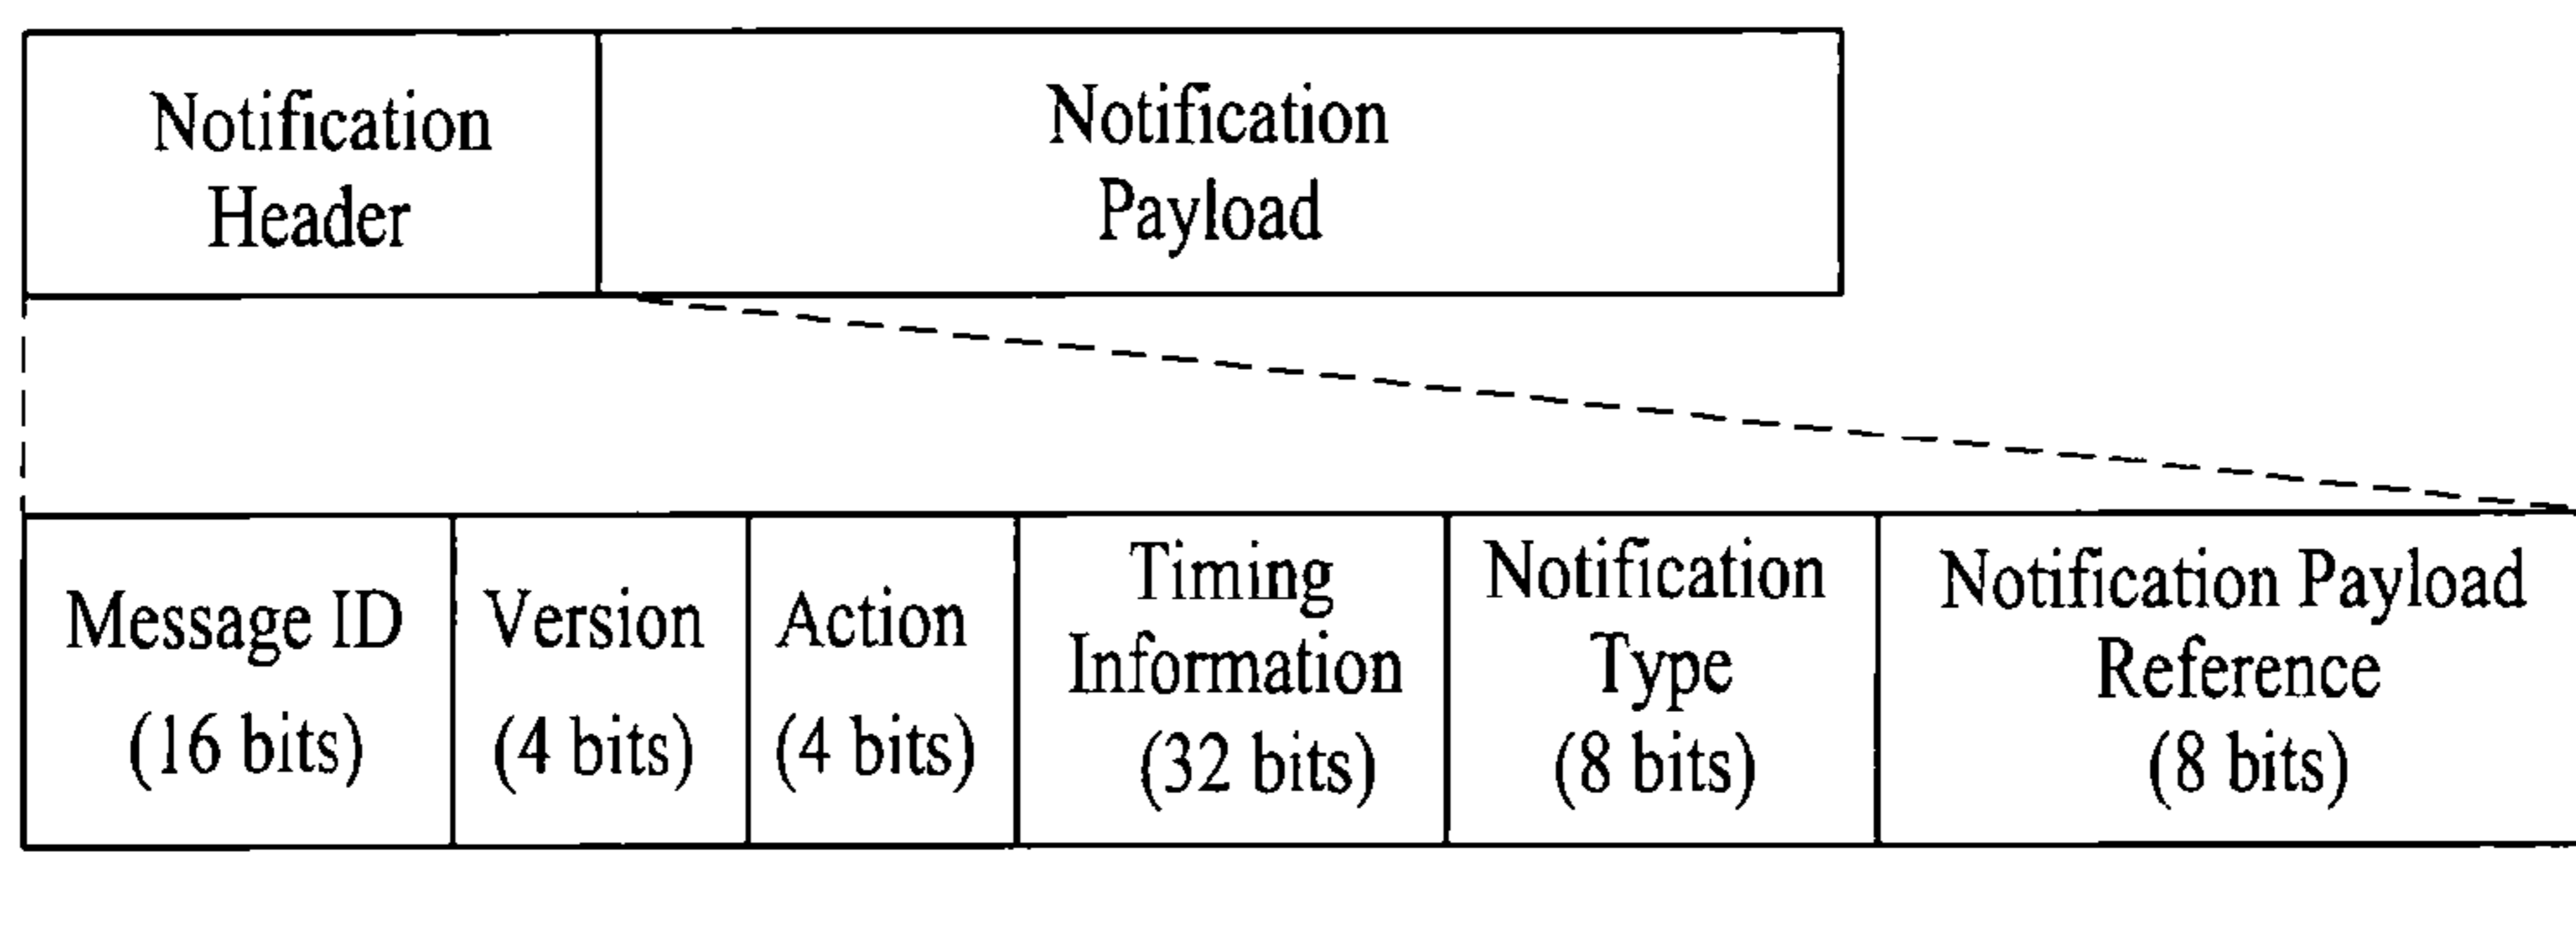 Notification
Header
Notification
Payload
Message ID
(16 bits)
Version
(4 bits)
Action
(4 bits)
Timing
Information
(32 bits)
Notification
Type
(8 bits)
Notification Payload
Reference
(8 bits)